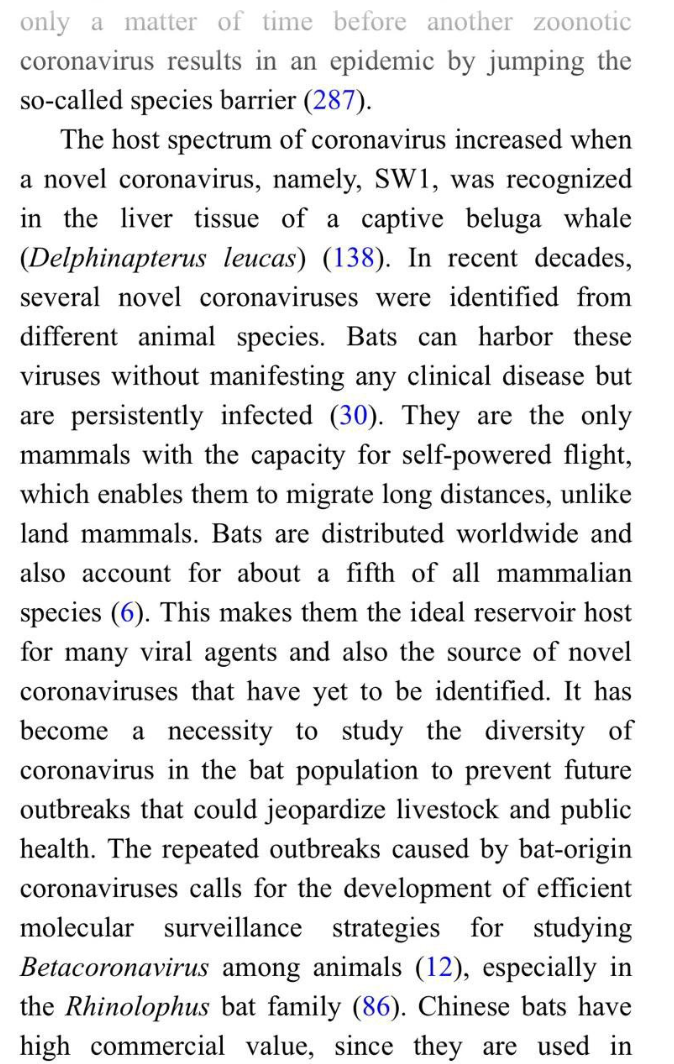 only a matter of time before another zoonotic
coronavirus results in an epidemic by jumping the
so-called species barrier (287).
The host spectrum of coronavirus increased when
a novel coronavirus, namely, SW1, was recognized
in the liver tissue of a captive beluga whale
(Delphinapterus leucas) (138). In recent decades,
several novel coronaviruses were identified from
different animal species. Bats can harbor these
viruses without manifesting any clinical disease but
are persistently infected (30). They are the only
mammals with the capacity for self-powered flight,
which enables them to migrate long distances, unlike
land mammals. Bats are distributed worldwide and
also account for about a fifth of all mammalian
species (6). This makes them the ideal reservoir host
for many viral agents and also the source of novel
coronaviruses that have yet to be identified. It has
become a necessity to study the diversity of
coronavirus in the bat population to prevent future
outbreaks that could jeopardize livestock and public
health. The repeated outbreaks caused by bat-origin
coronaviruses calls for the development of efficient
molecular surveillance strategies for studying
Betacoronavirus among animals (12), especially in
the Rhinolophus bat family (86). Chinese bats have
high commercial value, since they are used in